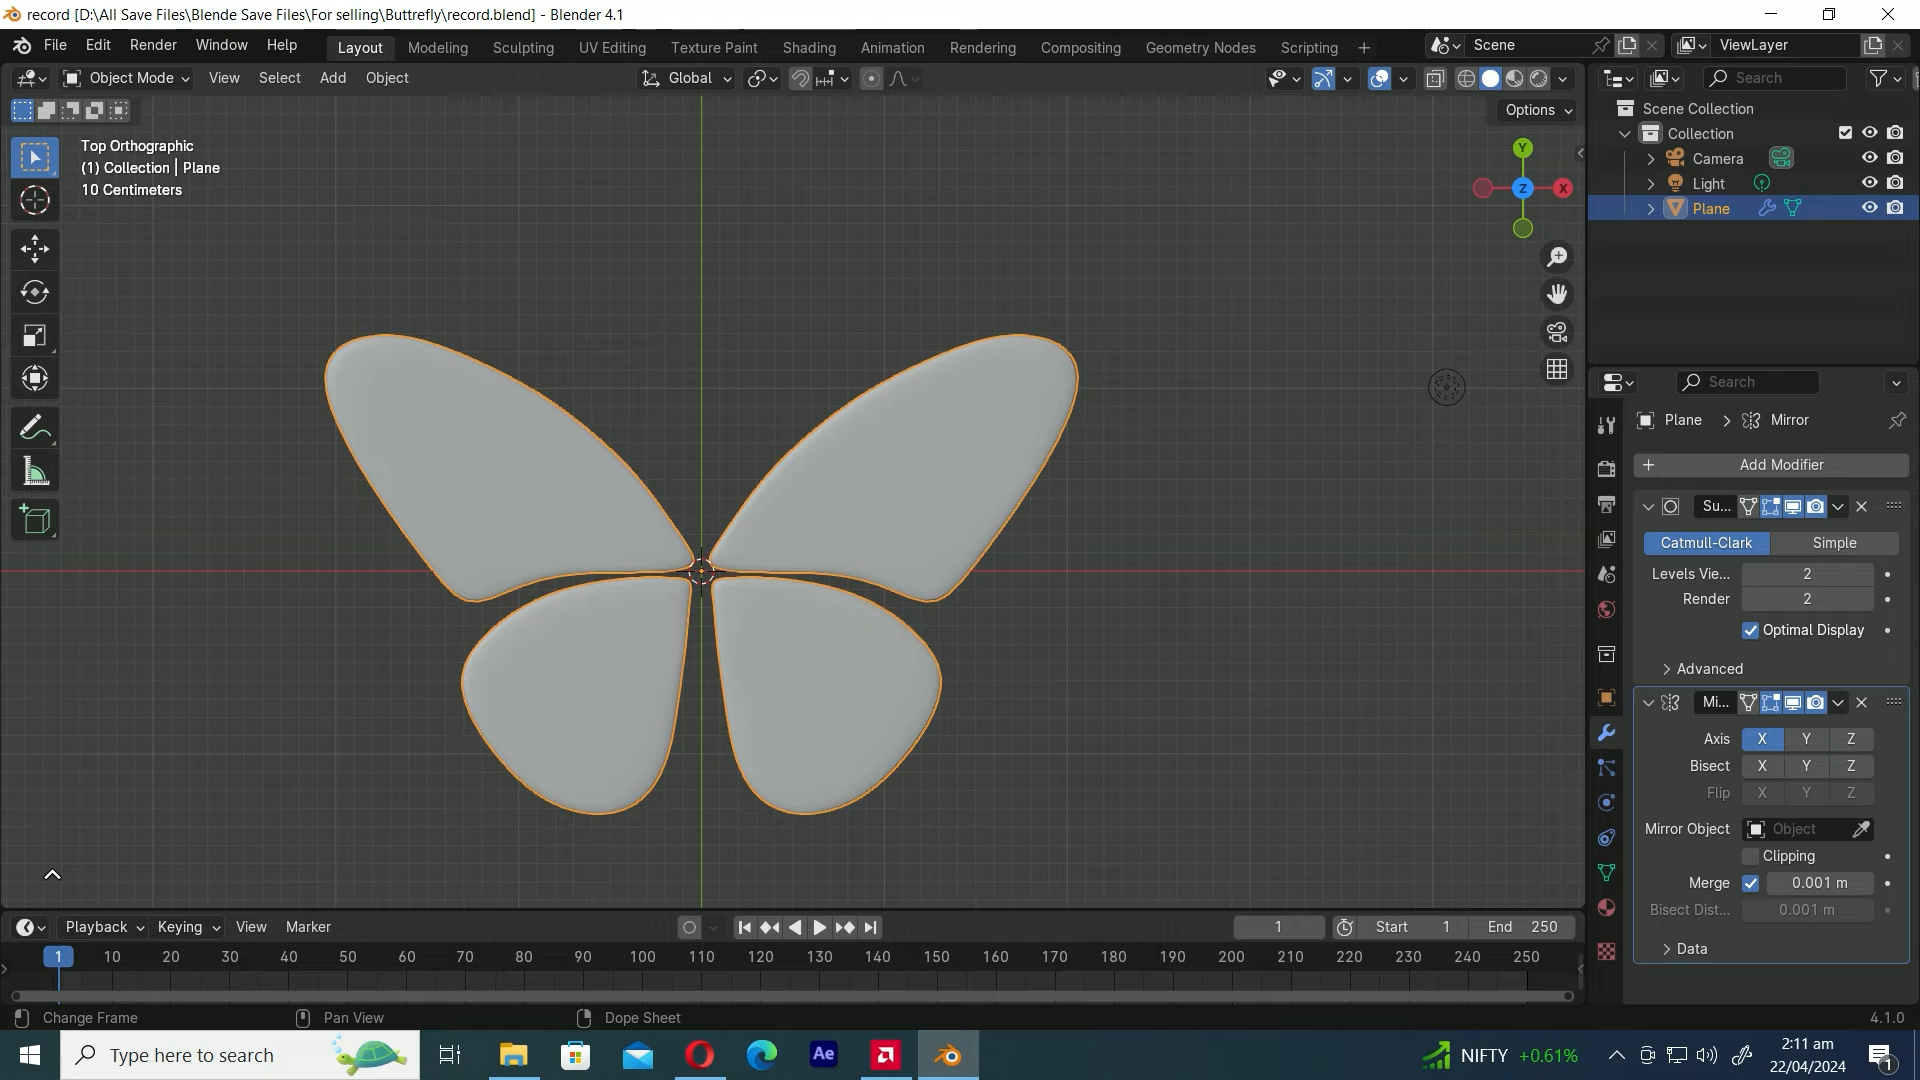 record [D:\All Save Files\Blende Save Files\For selling\Buttrefly\record.blend] - Blender 4.1
File Edit Render Window Help Layout Modeling Sculpting UV Editing Texture Paint Shading Animation Rendering Compositing Geometry Nodes Scripting + Scene ViewLayer
Object Mode View Select Add Object Global Search
Options
Top Orthographic
(1) Collection | Plane
10 Centimeters
Y
Z
X
Scene Collection
Collection
Camera
Light
Plane
Search
Plane > Mirror
+ Add Modifier
Su...
Catmull-Clark Simple
Levels Vie... 2
Render 2
Optimal Display
Advanced
Mi...
Axis X Y Z
Bisect X Y Z
Flip X Y Z
Mirror Object Object
Clipping
Merge 0.001 m
Bisect Dist... 0.001 m
Data
Playback Keying View Marker 1 Start 1 End 250
1 10 20 30 40 50 60 70 80 90 100 110 120 130 140 150 160 170 180 190 200 210 220 230 240 250
Change Frame Pan View Dope Sheet 4.1.0
Type here to search Ae NIFTY +0.61% 2:11 am
22/04/2024 1